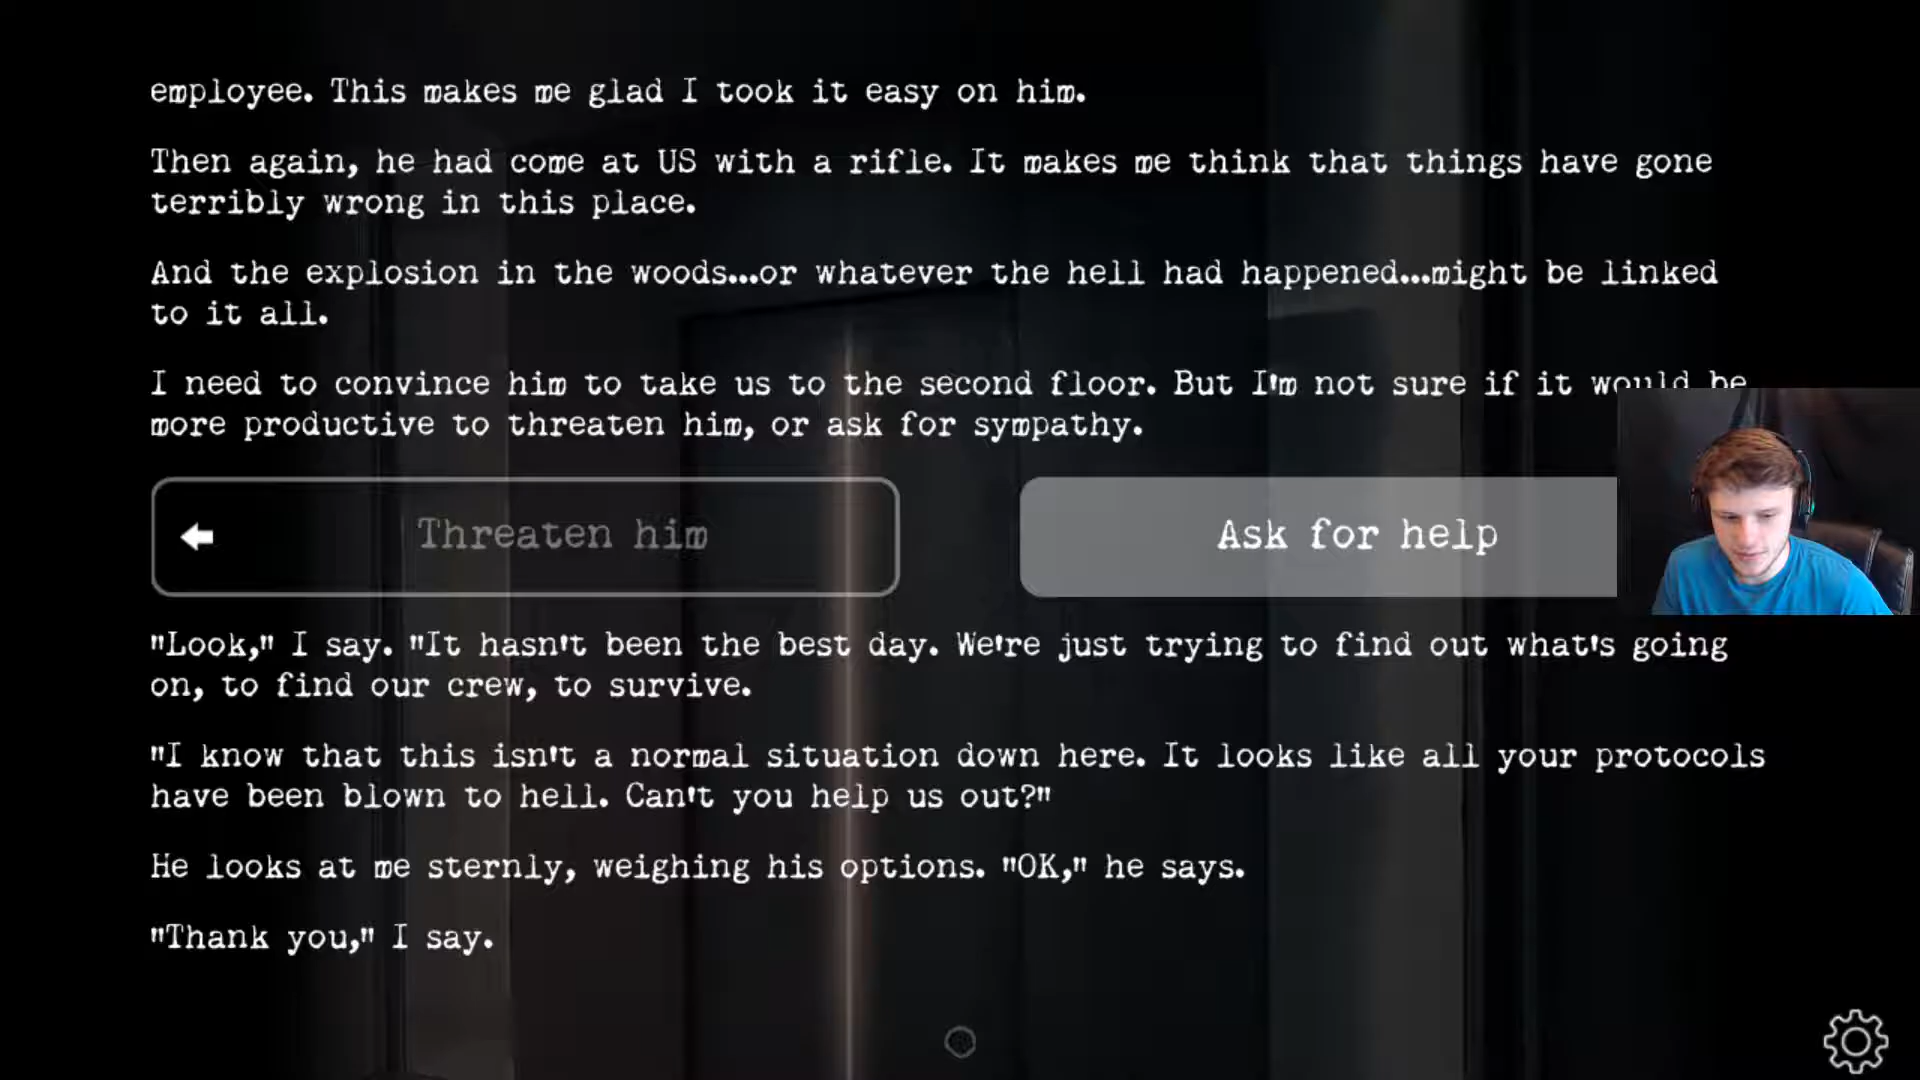 employee. This makes me glad I took it easy on him.
Then again, he had come at US with a rifle. It makes me think that things have gone
terribly wrong in this place.
And the explosion in the woods...or whatever the hell had happened...might be linked
to it all.
I need to convince him to take us to the second floor. But I'm not sure if it would be
more productive to threaten him, or ask for sympathy.
Threaten him
Ask for help
"Look," I say. "It hasn't been the best day. We're just trying to find out what's going
on, to find our crew, to survive.
"I know that this isn't a normal situation down here. It looks like all your protocols
have been blown to hell. Can't you help us out?"
He looks at me sternly, weighing his options. "OK," he says.
"Thank you," I say.